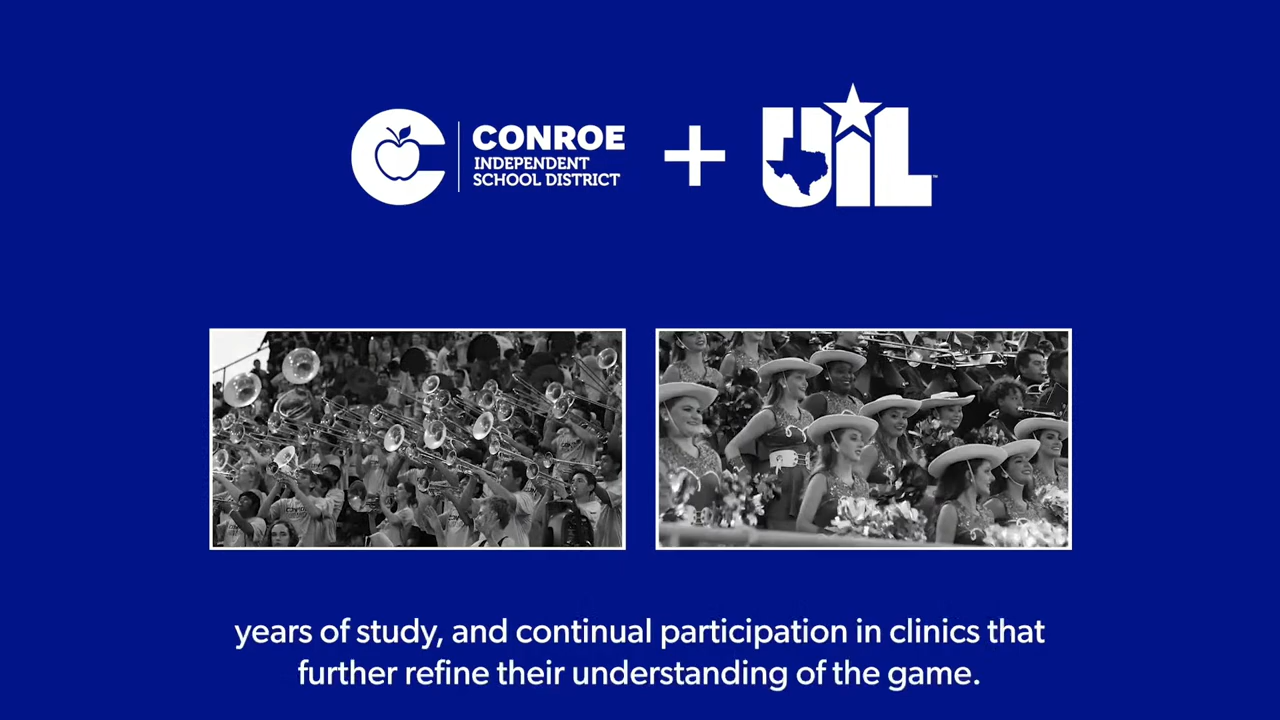 CONROE
INDEPENDENT
SCHOOL DISTRICT
+
UIL
years of study, and continual participation in clinics that
further refine their understanding of the game.